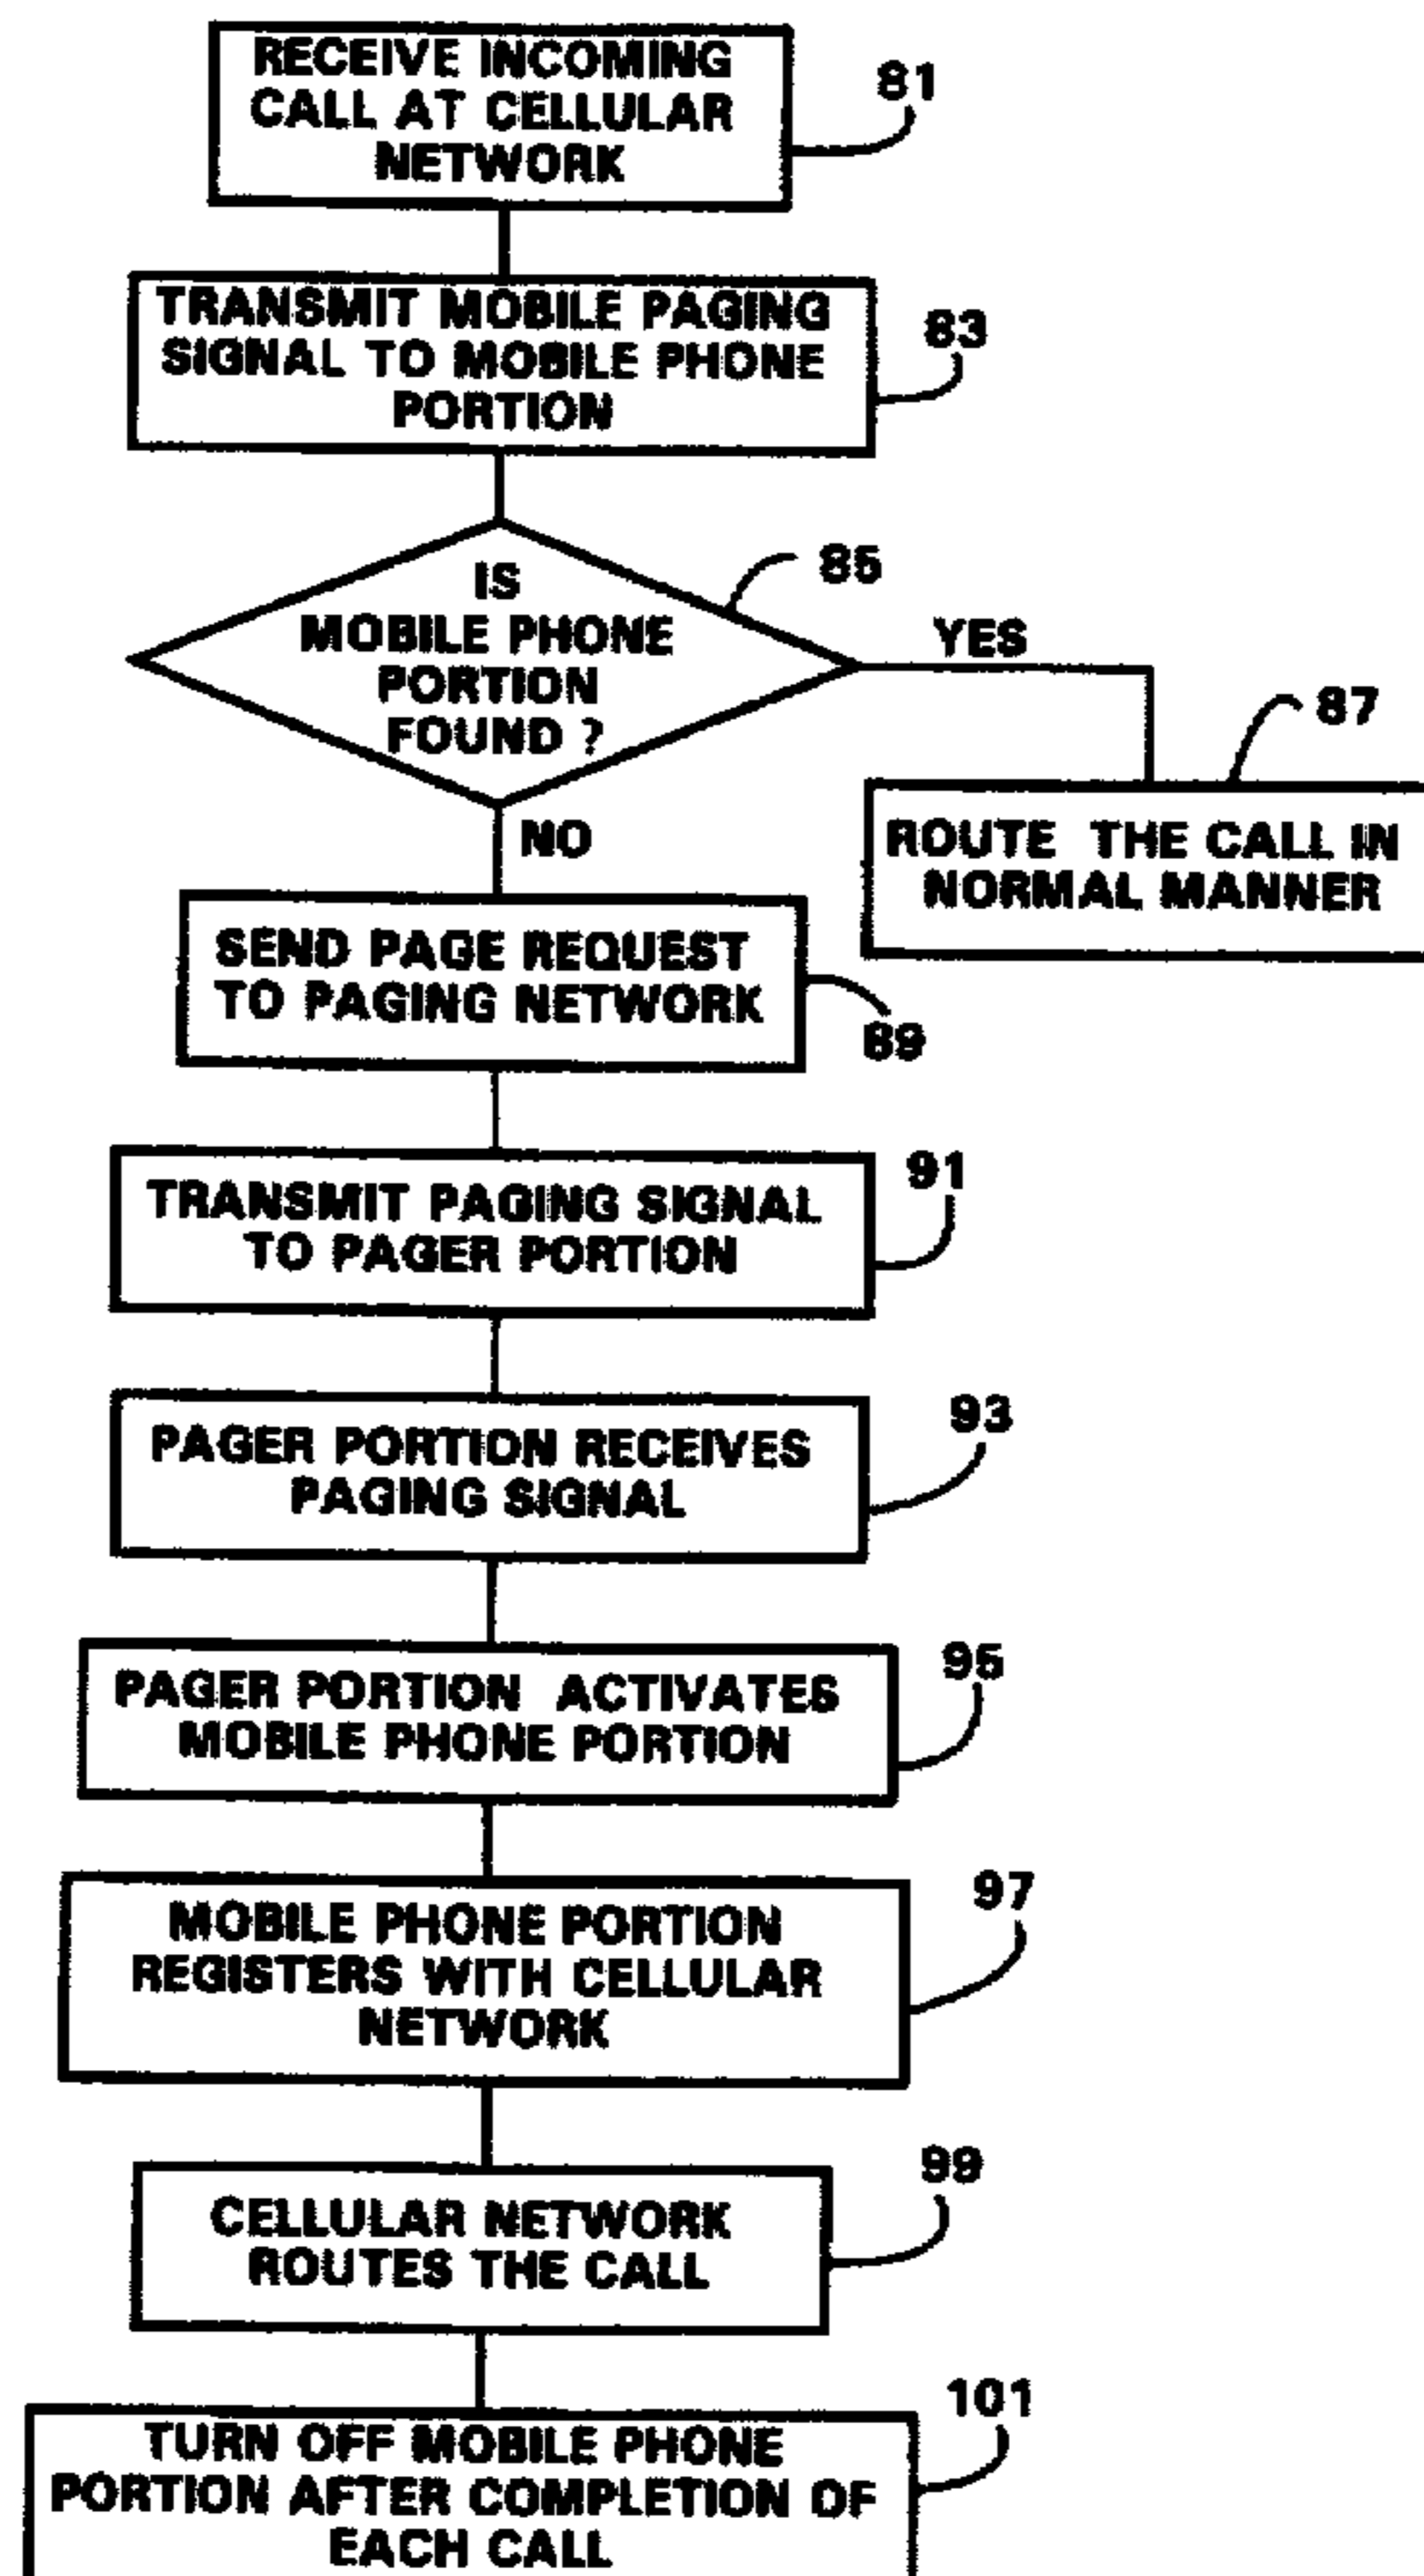 RECEIVE INCOMING
CALL AT CELLULAR
NETWORK
81
TRANSMIT MOBILE PAGING
SIGNAL TO MOBILE PHONE
PORTION
83
IS
MOBILE PHONE
PORTION
FOUND ?
85
YES
87
ROUTE THE CALL IN
NORMAL MANNER
NO
SEND PAGE REQUEST
TO PAGING NETWORK
89
TRANSMIT PAGING SIGNAL
TO PAGER PORTION
91
PAGER PORTION RECEIVES
PAGING SIGNAL
93
PAGER PORTION ACTIVATES
MOBILE PHONE PORTION
95
MOBILE PHONE PORTION
REGISTERS WITH CELLULAR
NETWORK
97
CELLULAR NETWORK
ROUTES THE CALL
99
TURN OFF MOBILE PHONE
PORTION AFTER COMPLETION OF
EACH CALL
101